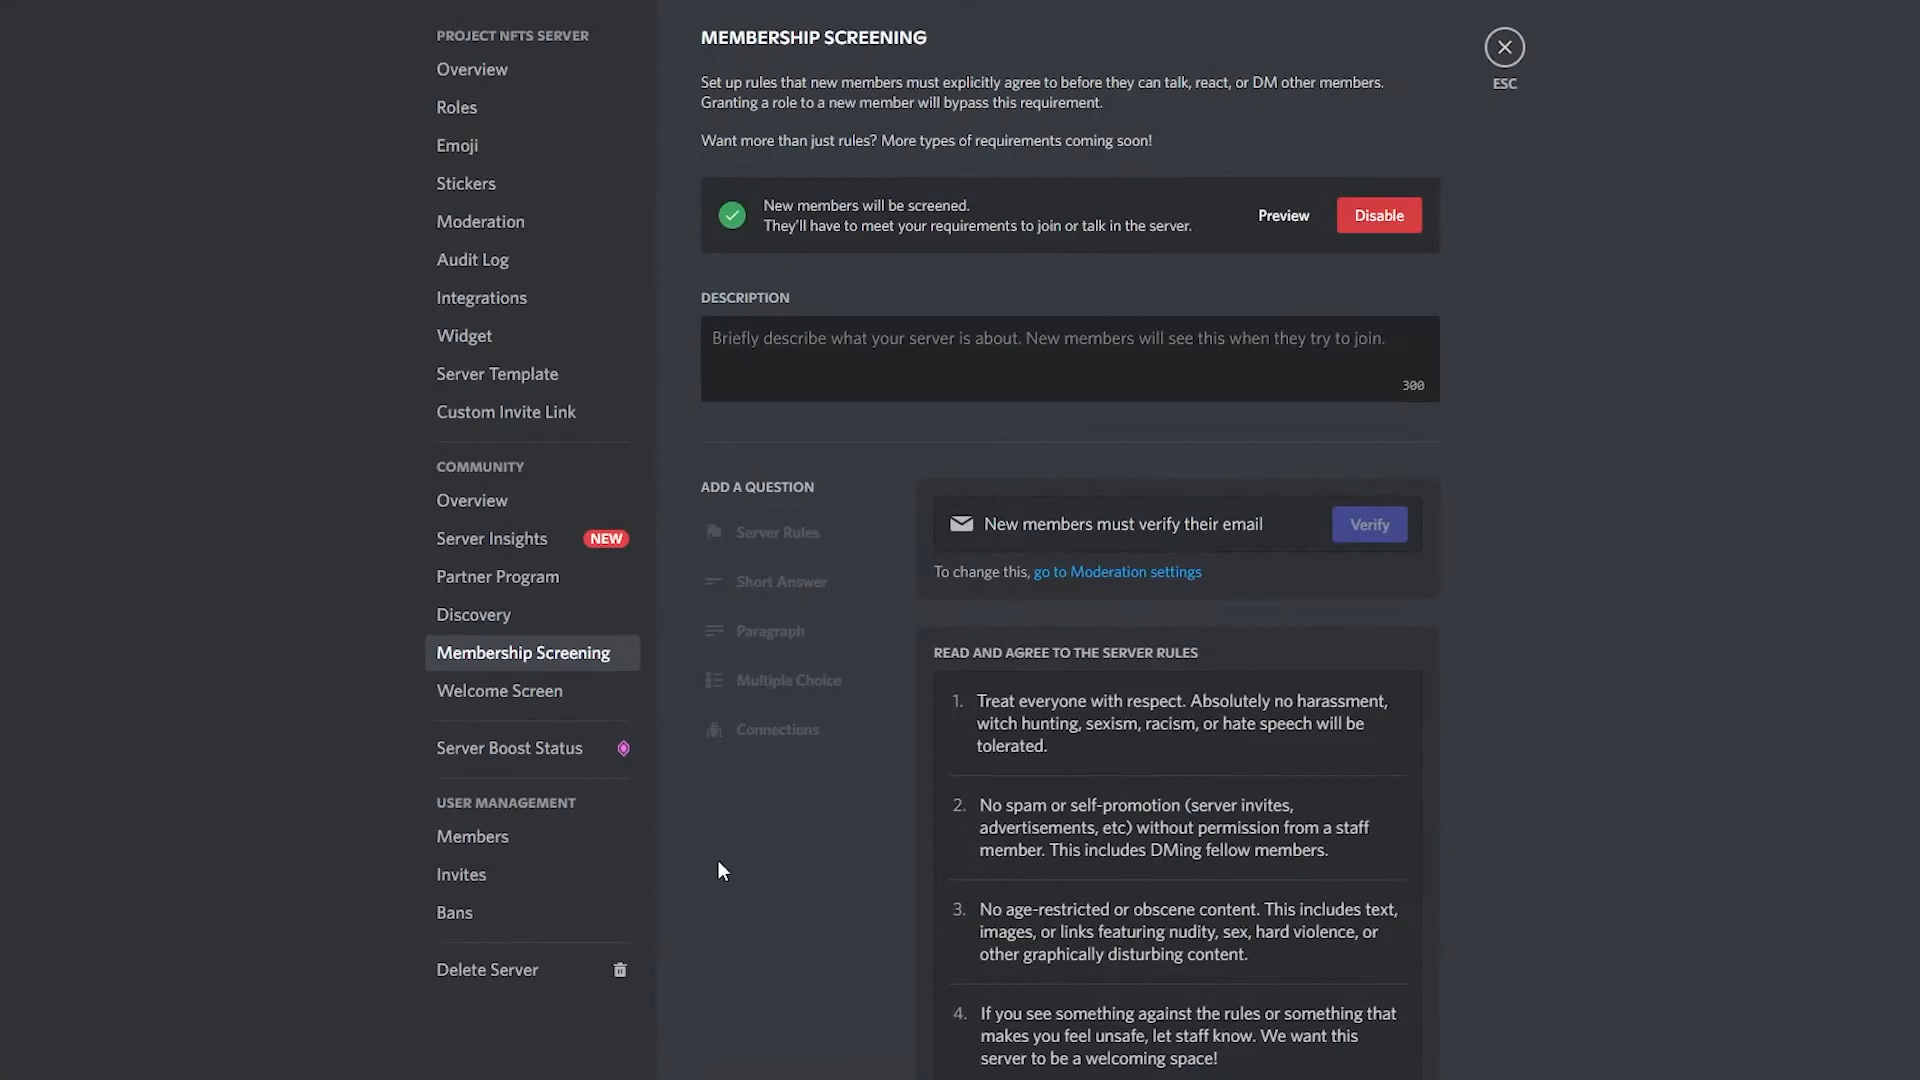 PROJECT NFTS SERVER
Overview
Roles
Emoji
Stickers
Moderation
Audit Log
Integrations
Widget
Server Template
Custom Invite Link
COMMUNITY
Overview
Server Insights NEW
Partner Program
Discovery
Membership Screening
Welcome Screen
Server Boost Status
USER MANAGEMENT
Members
Invites
Bans
Delete Server
MEMBERSHIP SCREENING
Set up rules that new members must explicitly agree to before they can talk, react, or DM other members.
Granting a role to a new member will bypass this requirement.
Want more than just rules? More types of requirements coming soon!
New members will be screened.
They'll have to meet your requirements to join or talk in the server.
Preview
Disable
ESC
DESCRIPTION
Briefly describe what your server is about. New members will see this when they try to join.
300
ADD A QUESTION
Server Rules
Short Answer
Paragraph
Multiple Choice
Connections
New members must verify their email
Verify
To change this, go to Moderation settings
READ AND AGREE TO THE SERVER RULES
1. Treat everyone with respect. Absolutely no harassment,
witch hunting, sexism, racism, or hate speech will be
tolerated.
2. No spam or self-promotion (server invites,
advertisements, etc) without permission from a staff
member. This includes DMing fellow members.
3. No age-restricted or obscene content. This includes text,
images, or links featuring nudity, sex, hard violence, or
other graphically disturbing content.
4. If you see something against the rules or something that
makes you feel unsafe, let staff know. We want this
server to be a welcoming space!